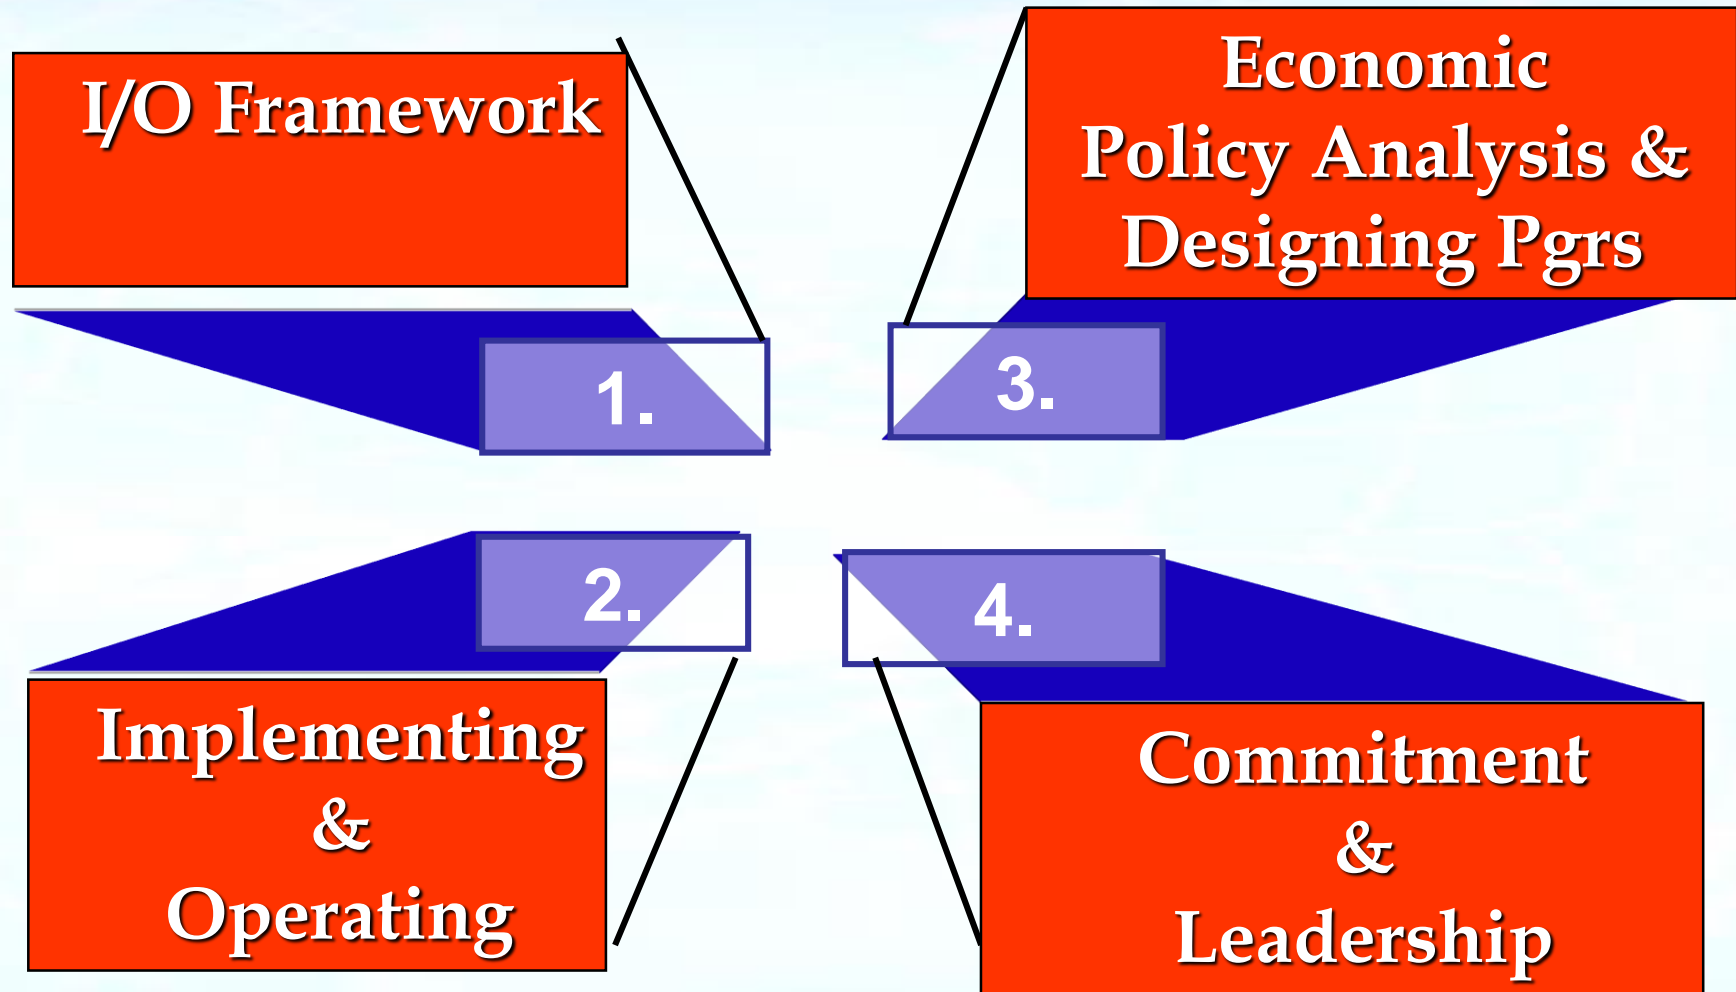 I/O Framework
1.
Implementing
&
Operating
2.
Economic
Policy Analysis &
Designing Pgrs
3.
Commitment
&
Leadership
4.